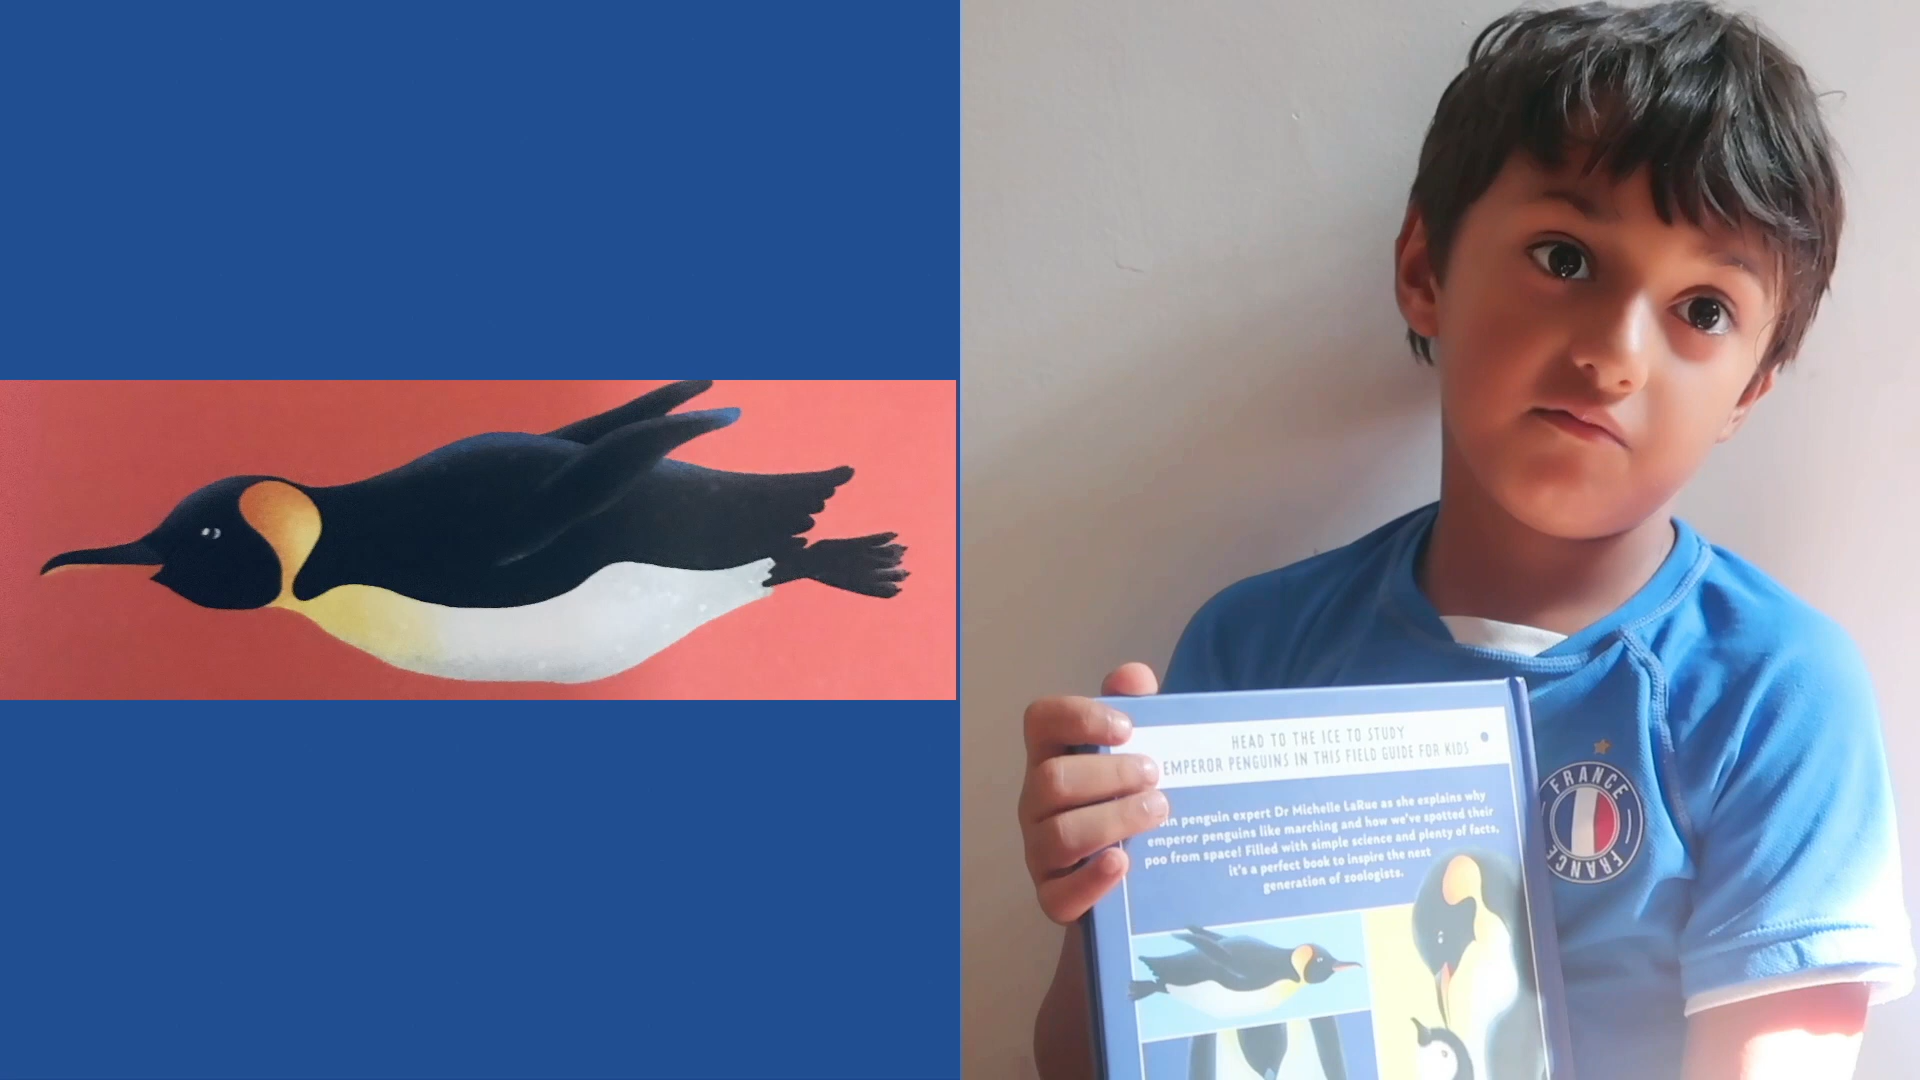 HEAD TO THE ICE TO STUDY
EMPEROR PENGUINS IN THIS FIELD GUIDE FOR KIDS
penguin expert Dr Michelle LaRue as she explains why
emperor penguins like marching and how we've spotted their
poo from space! Filled with simple science and plenty of facts,
it's a perfect book to inspire the next
generation of zoologists.
FRANCE
FRANCE